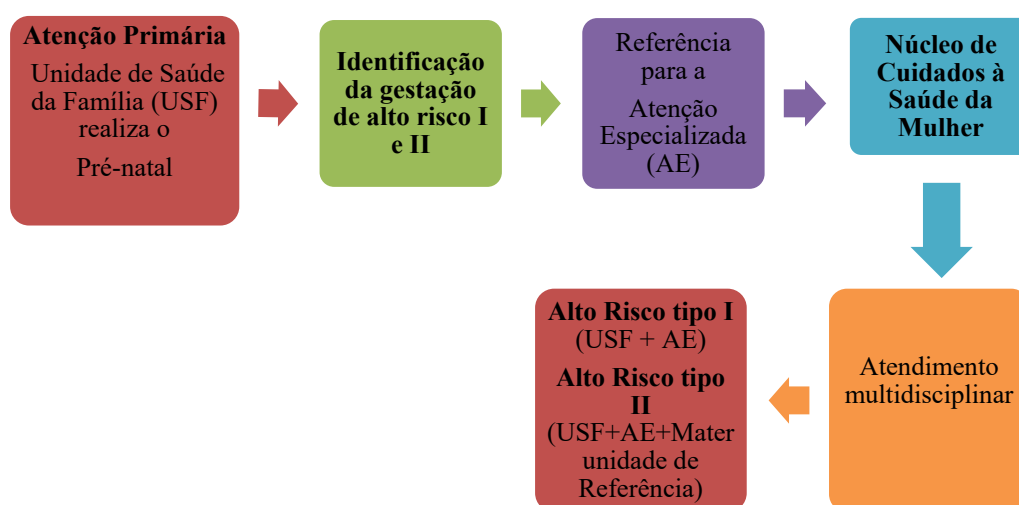 Atenção Primária
Unidade de Saúde
da Família (USF)
realiza o
Pré-natal
Identificação
da gestação
de alto risco I
e II
Referência
para a
Atenção
Especializada
(AE)
Núcleo de
Cuidados à
Saúde da
Mulher
Atendimento
multidisciplinar
Alto Risco tipo I
(USF + AE)
Alto Risco tipo
II
(USF+AE+Mater
unidade de
Referência)